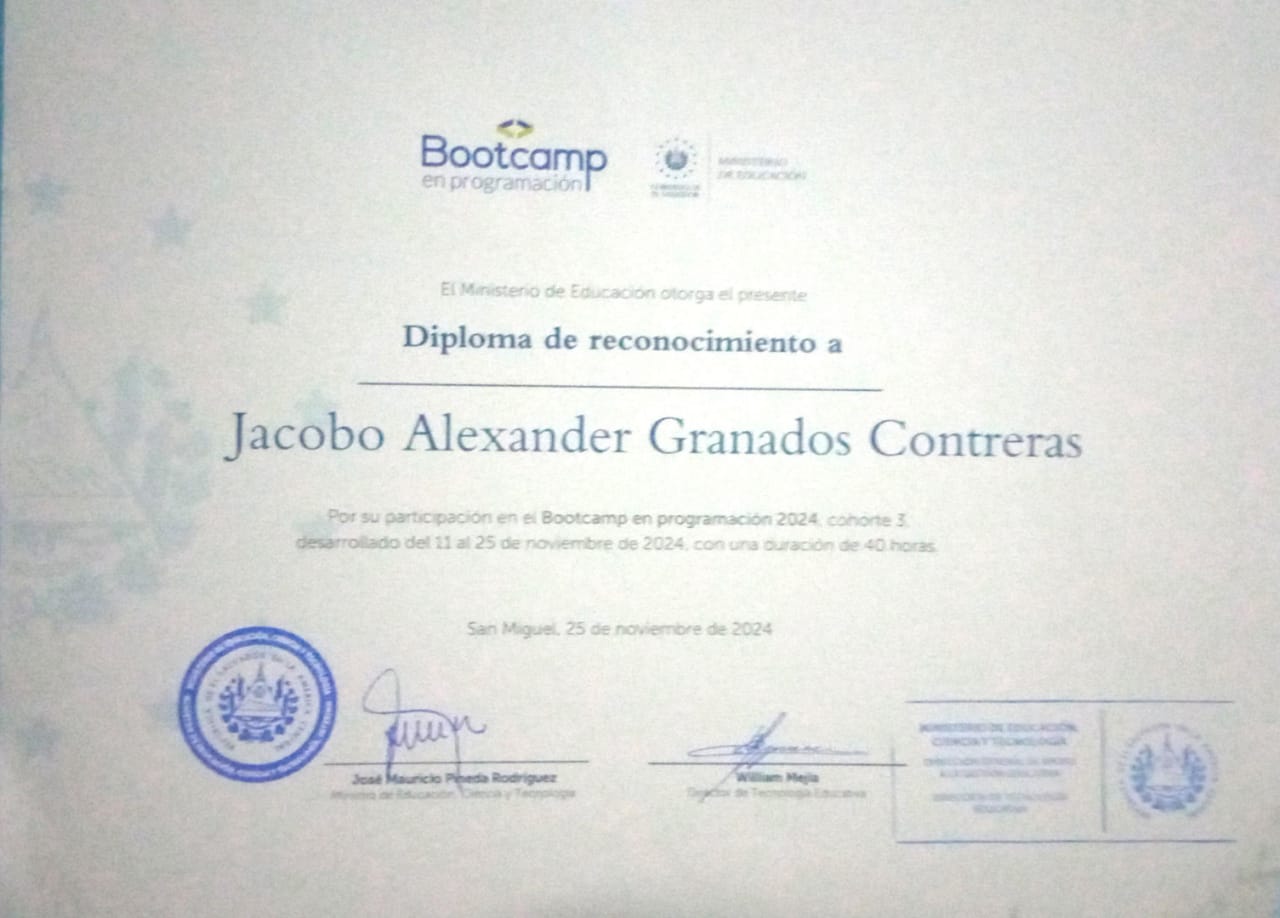 Bootcamp
en programación
MINISTERIO
DE EDUCACIÓN
El Ministerio de Educación otorga el presente
Diploma de reconocimiento a
Jacobo Alexander Granados Contreras
Por su participación en el Bootcamp en programación 2024, cohorte 3,
desarrollado del 11 al 25 de noviembre de 2024, con una duración de 40 horas.
San Miguel, 25 de noviembre de 2024
José Mauricio Pineda Rodríguez
Ministro de Educación, Ciencia y Tecnología
William Mejía
Director de Tecnología Educativa
MINISTERIO DE EDUCACIÓN
CIENCIA Y TECNOLOGÍA